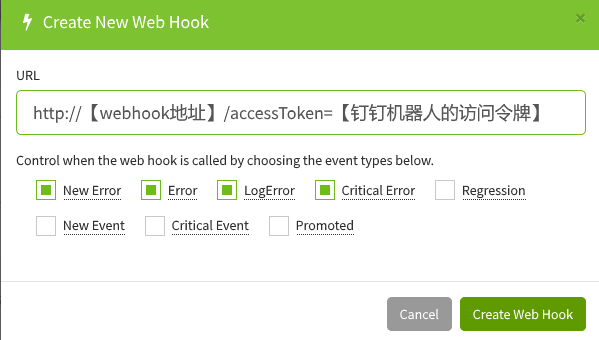 Create New Web Hook
×
URL
http://【webhook地址】/accessToken=【钉钉机器人的访问令牌】
Control when the web hook is called by choosing the event types below.
New Error Error LogError Critical Error Regression
New Event Critical Event Promoted
Cancel Create Web Hook